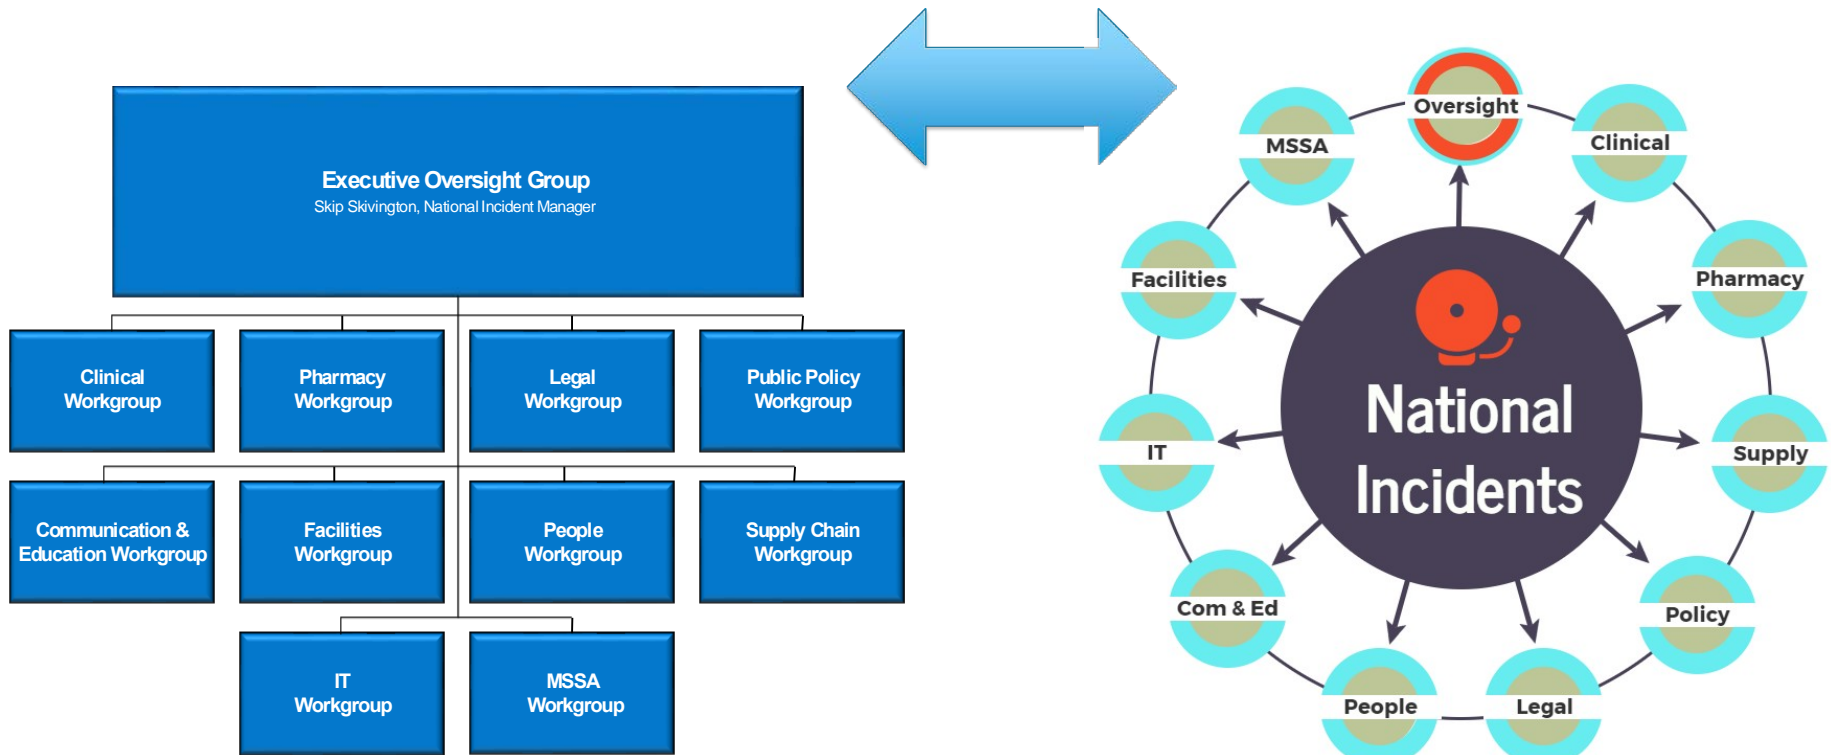 Executive Oversight Group
Skip Skivington, National Incident Manager
Clinical
Workgroup
Pharmacy
Workgroup
Legal
Workgroup
Public Policy
Workgroup
Communication &
Education Workgroup
Facilities
Workgroup
People
Workgroup
Supply Chain
Workgroup
IT
Workgroup
MSSA
Workgroup
Oversight
Clinical
Pharmacy
Supply
Policy
Legal
People
Com & Ed
IT
Facilities
MSSA
National
Incidents